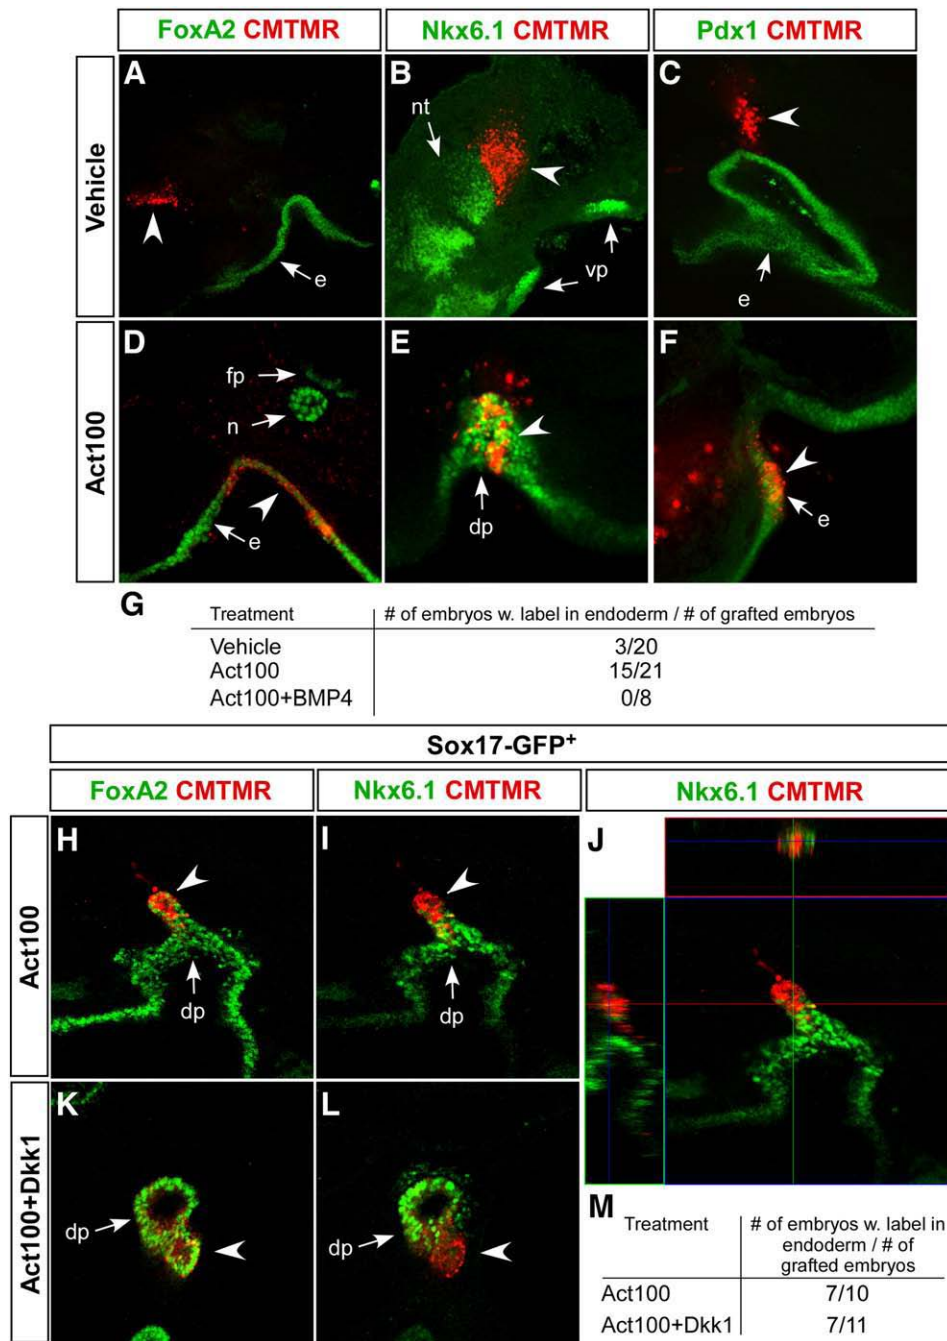 FoxA2 CMTMR
Nkx6.1 CMTMR
Pdx1 CMTMR
Vehicle
A
e
B
nt
vp
C
e
Act100
D
fp
n
e
E
dp
F
e
G
Treatment # of embryos w. label in endoderm / # of grafted embryos
Vehicle 3/20
Act100 15/21
Act100+BMP4 0/8
Sox17-GFP+
FoxA2 CMTMR
Nkx6.1 CMTMR
Nkx6.1 CMTMR
Act100
H
dp
I
dp
J
Act100+Dkk1
K
dp
L
dp
M
Treatment # of embryos w. label in
endoderm / # of
grafted embryos
Act100 7/10
Act100+Dkk1 7/11